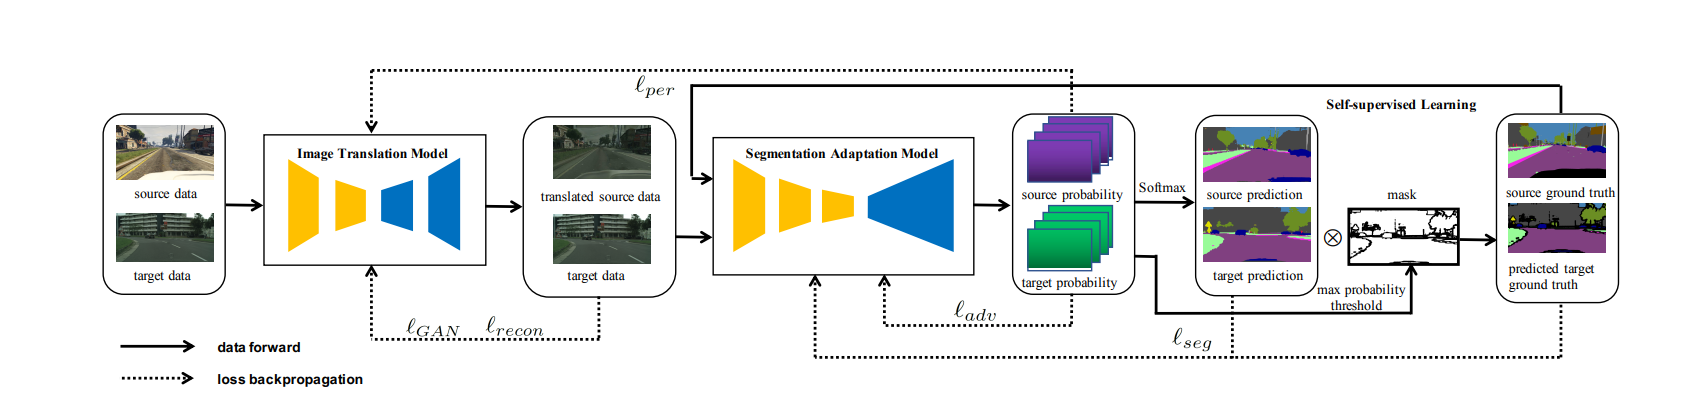 ℓper
Self-supervised Learning
Image Translation Model
Segmentation Adaptation Model
source data
translated source data
source probability
Softmax
source prediction
mask
source ground truth
target data
target data
target probability
target prediction
⊗
predicted target
ground truth
max probability
threshold
ℓGAN ℓrecon
ℓadv
ℓseg
data forward
loss backpropagation